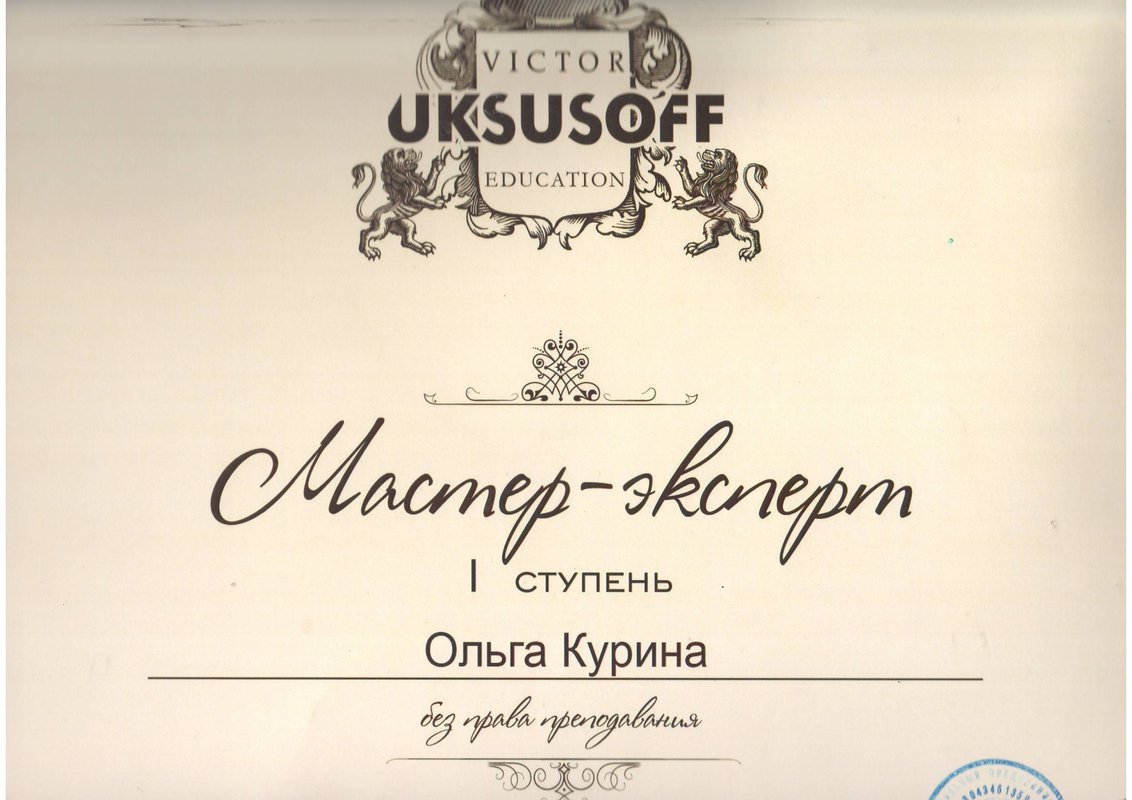 VICTOR
UKSUSOFF
EDUCATION
Мастер-эксперт
I СТУПЕНЬ
Ольга Курина
без права преподавания